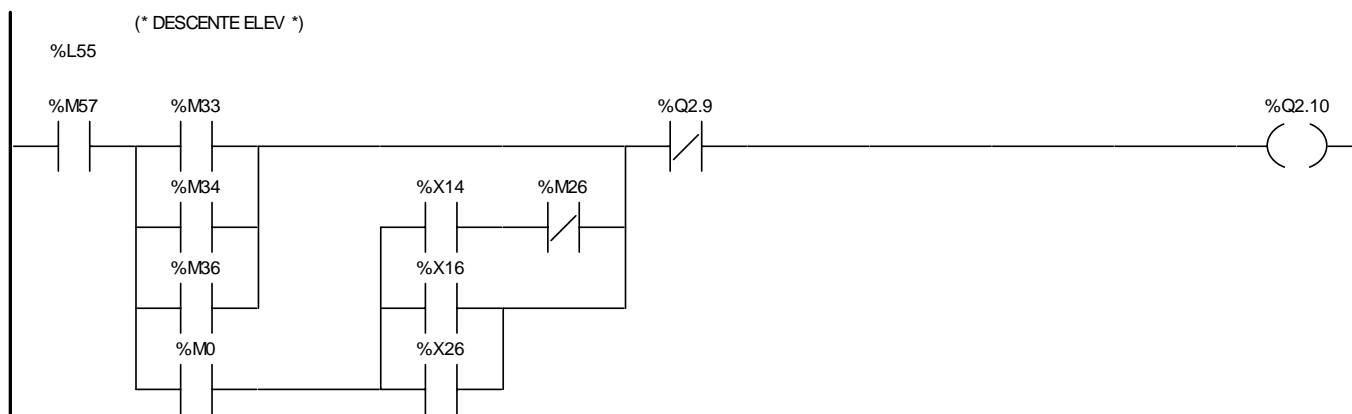 (* DESCENTE ELEV *)
%L55
%M57 %M33 %Q2.9 %Q2.10
%M34 %X14 %M26
%M36 %X16
%M0 %X26